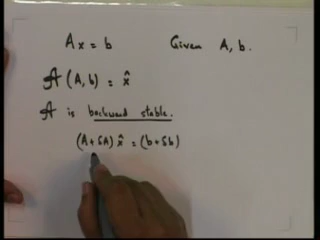 Ax = b Given A, b.
𝒜 (A, b) = x̂
𝒜 is backward stable.
(A + δA) x̂ = (b + δb)